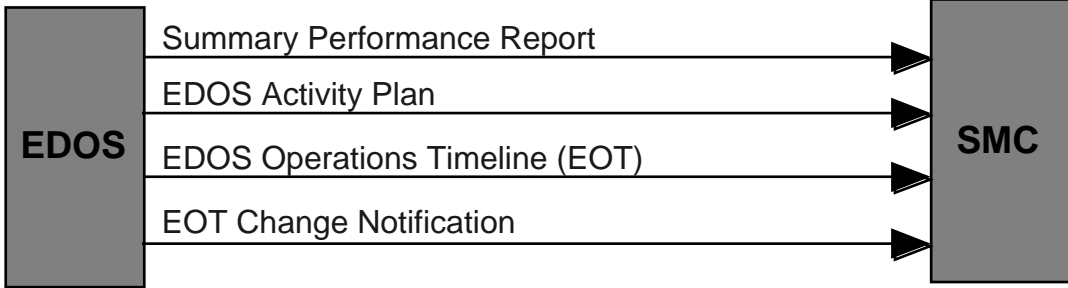 Summary Performance Report
EDOS Activity Plan
EDOS
SMC
EDOS Operations Timeline (EOT)
EOT Change Notification